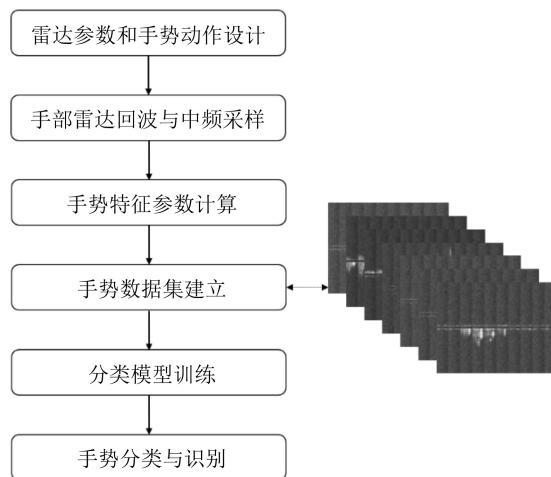 雷达参数和手势动作设计
手部雷达回波与中频采样
手势特征参数计算
手势数据集建立
分类模型训练
手势分类与识别